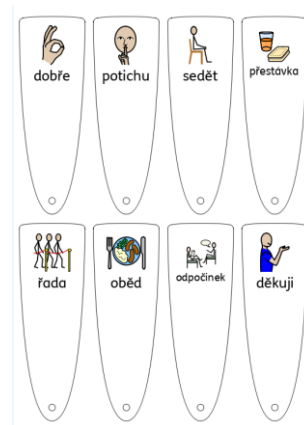 dobře
potichu
sedět
přestávka
řada
oběd
odpočinek
děkuji